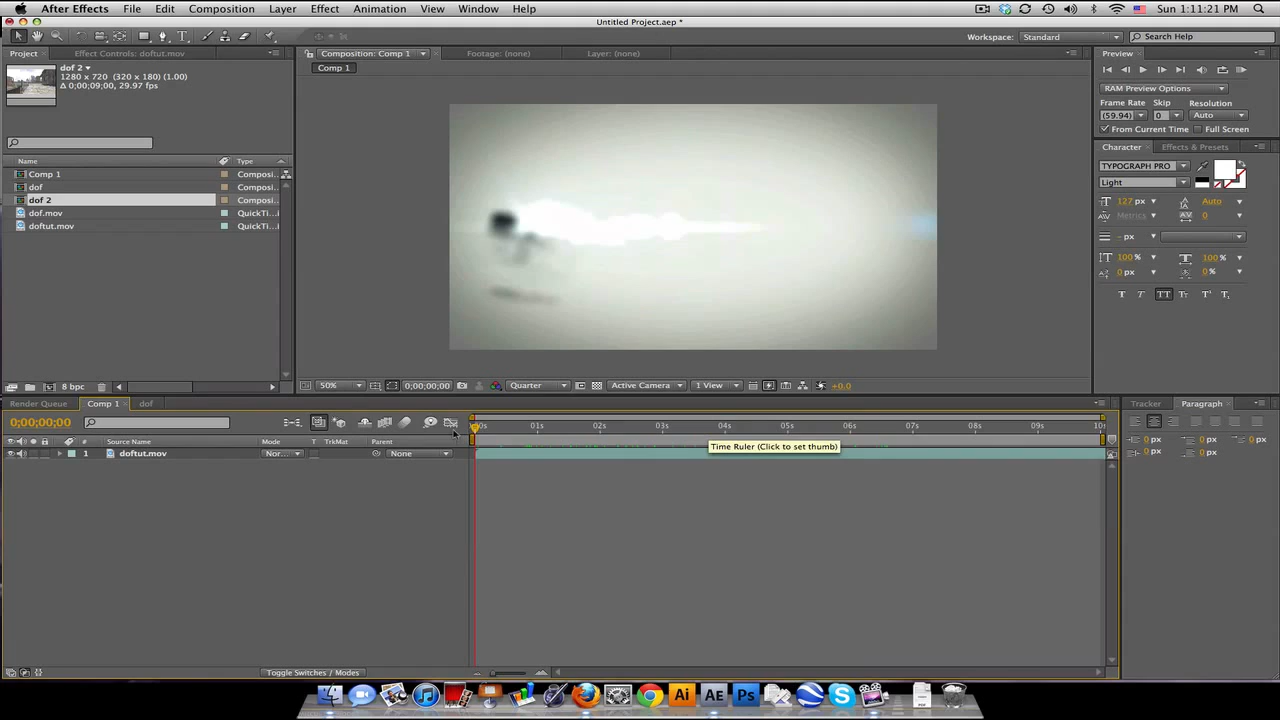 After Effects File Edit Composition Layer Effect Animation View Window Help Sun 1:11:21 PM
Untitled Project.aep *
Workspace: Standard Search Help
Project Effect Controls: doftut.mov Composition: Comp 1 Footage: (none) Layer: (none) Preview
dof 2 Comp 1
1280 x 720 (320 x 180) (1.00)
Δ 0;00;09;00, 29.97 fps
RAM Preview Options
Frame Rate Skip Resolution
(59.94) 0 Auto
From Current Time Full Screen
Character Effects & Presets
Name Type
Comp 1 Composi...
dof Composi...
dof 2 Composi...
dof.mov QuickTi...
doftut.mov QuickTi...
TYPOGRAPH PRO
Light
127 px Auto
Metrics 0
- px
100 % 100 %
0 px 0 %
T T TT Tr T' T,
8 bpc 50% 0;00;00;00 Quarter Active Camera 1 View +0.0
Render Queue Comp 1 dof Tracker Paragraph
0;00;00;00 01s 02s 03s 04s 05s 06s 07s 08s 09s 10s
# Source Name Mode T TrkMat Parent Time Ruler (Click to set thumb)
1 doftut.mov Nor... None
0 px 0 px 0 px
0 px 0 px
Toggle Switches / Modes
Ai AE Ps